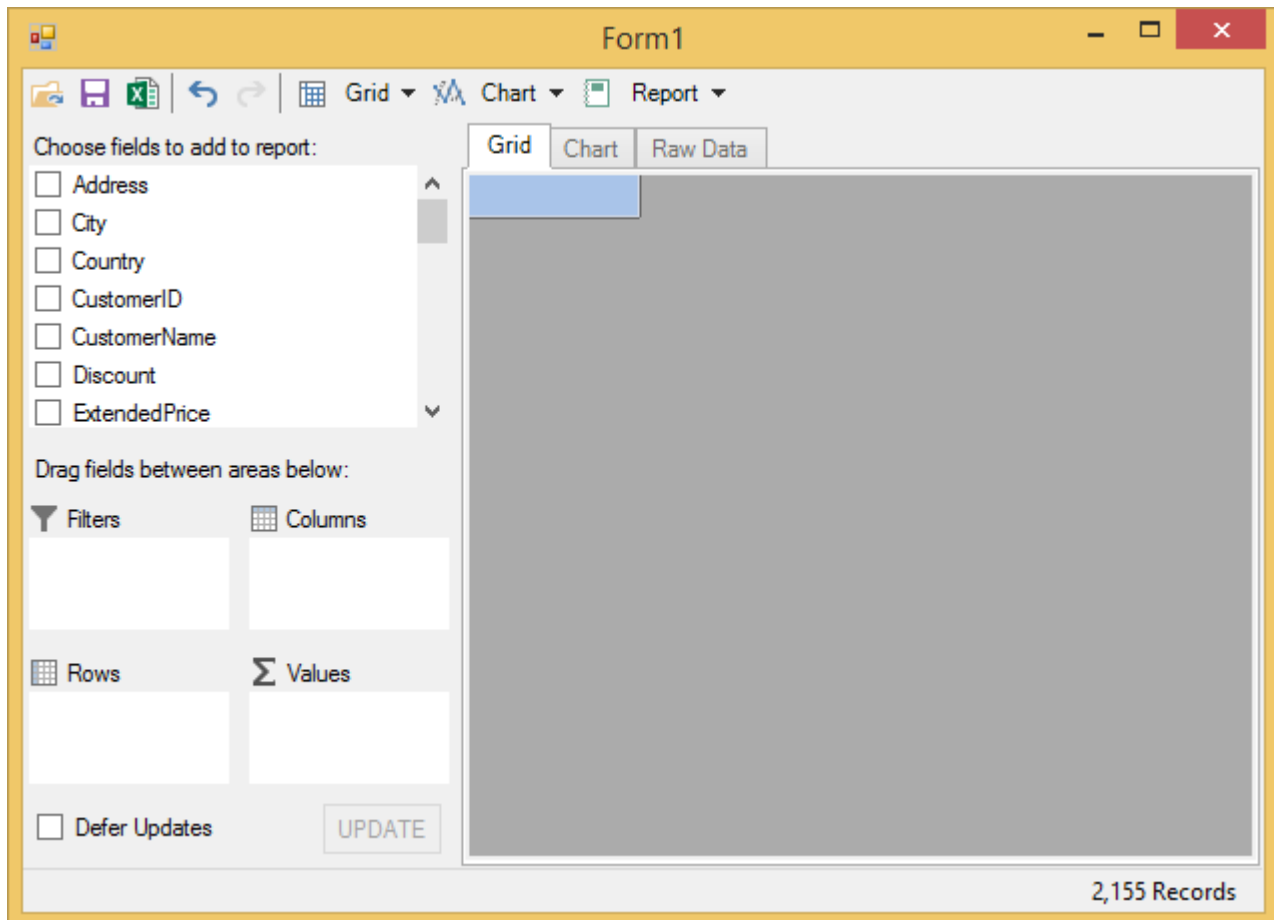 Form1
Grid Chart Report
Choose fields to add to report:
Grid Chart Raw Data
Address
City
Country
CustomerID
CustomerName
Discount
ExtendedPrice
Drag fields between areas below:
Filters Columns
Rows Values
Defer Updates UPDATE
2,155 Records